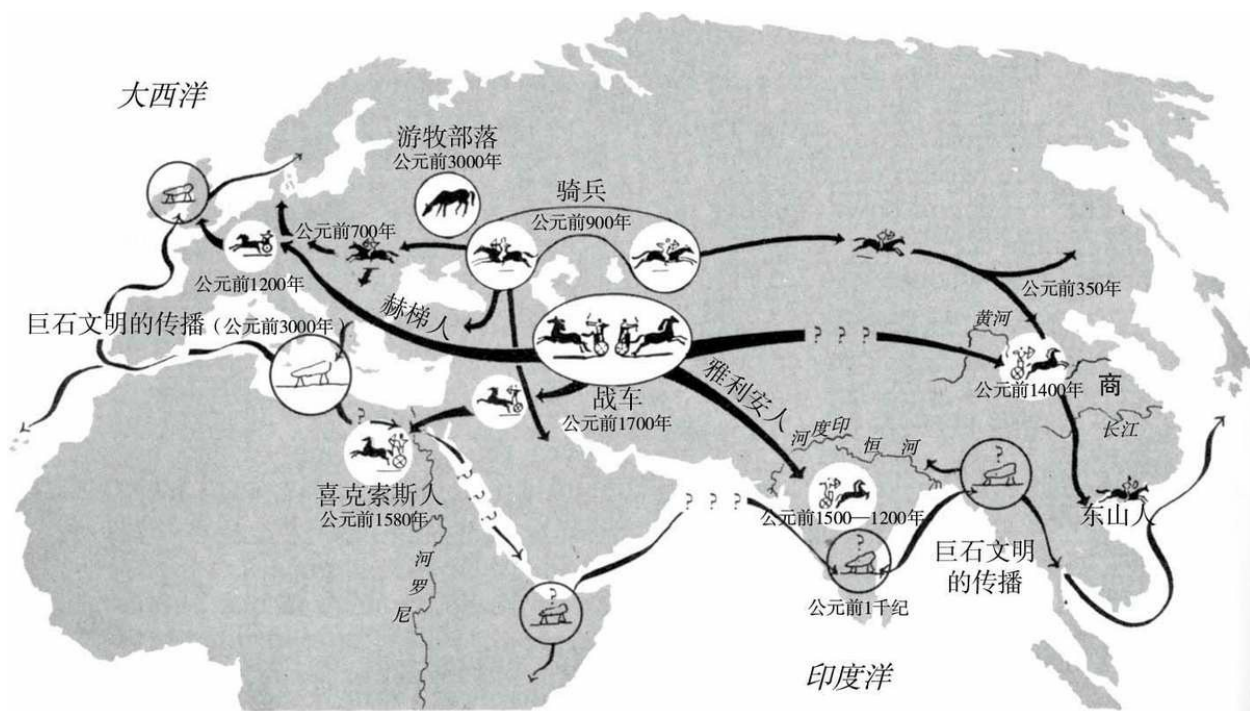 大西洋
游牧部落
公元前3000年
骑兵
公元前900年
公元前700年
公元前1200年
赫梯人
巨石文明的传播(公元前3000年)
公元前350年
黄河
? ? ?
公元前1400年
商
战车
公元前1700年
雅利安人
长江
河度印
恒河
?
?
喜克索斯人
公元前1580年
? ?
? ?
? ? ?
公元前1500—1200年
东山人
巨石文明
的传播
?
公元前1千纪
?
河
罗
尼
印度洋